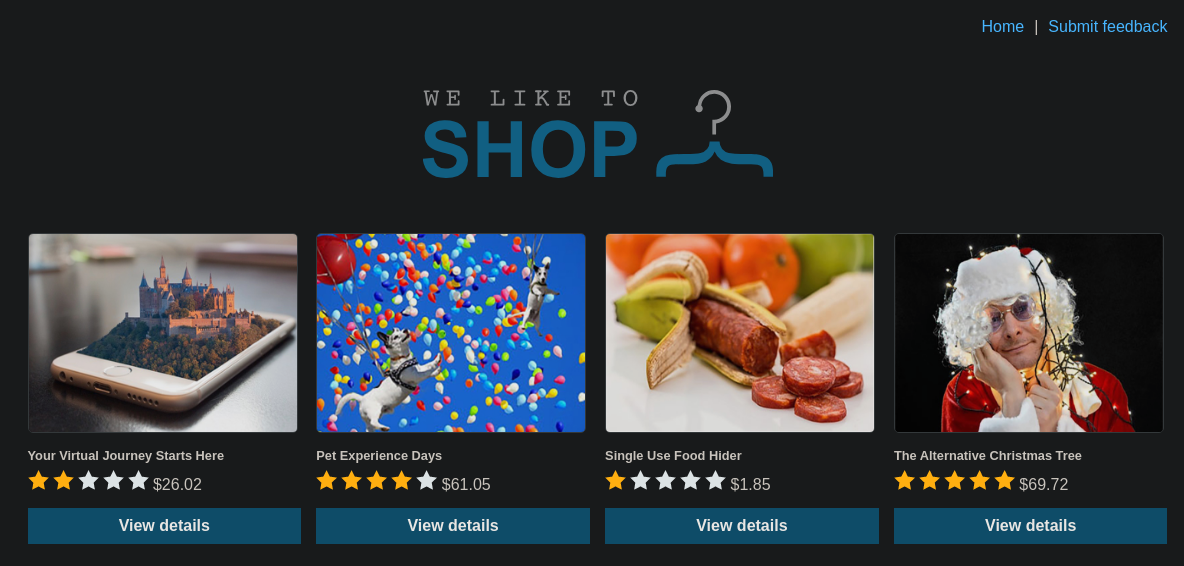 Home | Submit feedback
WE LIKE TO
SHOP
Your Virtual Journey Starts Here
$26.02
View details
Pet Experience Days
$61.05
View details
Single Use Food Hider
$1.85
View details
The Alternative Christmas Tree
$69.72
View details